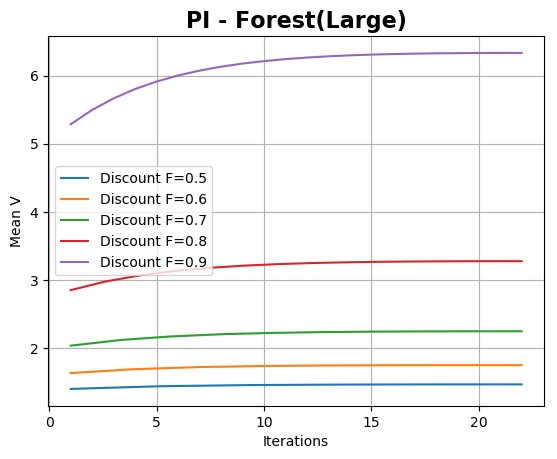 PI - Forest(Large)
Mean V
6
5
4
3
2
Discount F=0.5
Discount F=0.6
Discount F=0.7
Discount F=0.8
Discount F=0.9
0
5
10
15
20
Iterations